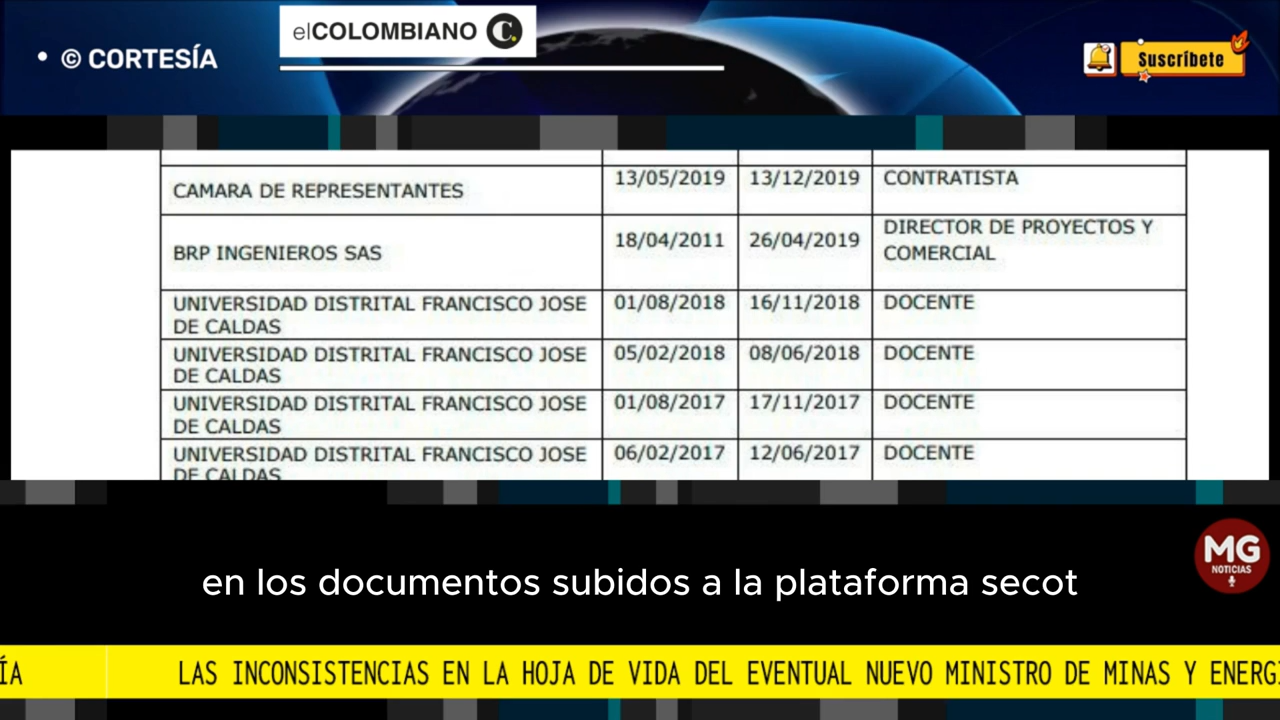 • © CORTESÍA
elCOLOMBIANO C.
Suscríbete
CAMARA DE REPRESENTANTES 13/05/2019 13/12/2019 CONTRATISTA
BRP INGENIEROS SAS 18/04/2011 26/04/2019 DIRECTOR DE PROYECTOS Y
COMERCIAL
UNIVERSIDAD DISTRITAL FRANCISCO JOSE 01/08/2018 16/11/2018 DOCENTE
DE CALDAS
UNIVERSIDAD DISTRITAL FRANCISCO JOSE 05/02/2018 08/06/2018 DOCENTE
DE CALDAS
UNIVERSIDAD DISTRITAL FRANCISCO JOSE 01/08/2017 17/11/2017 DOCENTE
DE CALDAS
UNIVERSIDAD DISTRITAL FRANCISCO JOSE 06/02/2017 12/06/2017 DOCENTE
DE CALDAS
MG
NOTICIAS
en los documentos subidos a la plataforma secot
ÍA LAS INCONSISTENCIAS EN LA HOJA DE VIDA DEL EVENTUAL NUEVO MINISTRO DE MINAS Y ENERG